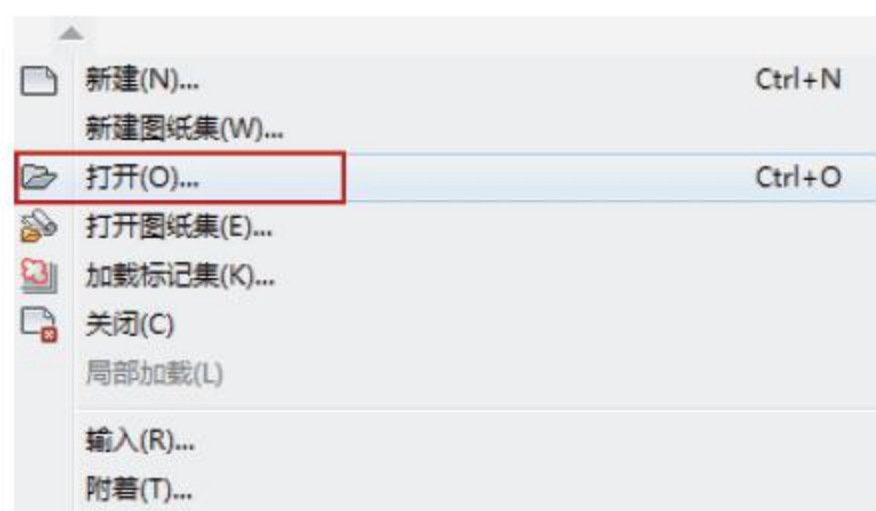 新建(N)... Ctrl+N
新建图纸集(W)...
打开(O)... Ctrl+O
打开图纸集(E)...
加载标记集(K)...
关闭(C)
局部加载(L)
输入(R)...
附着(T)...